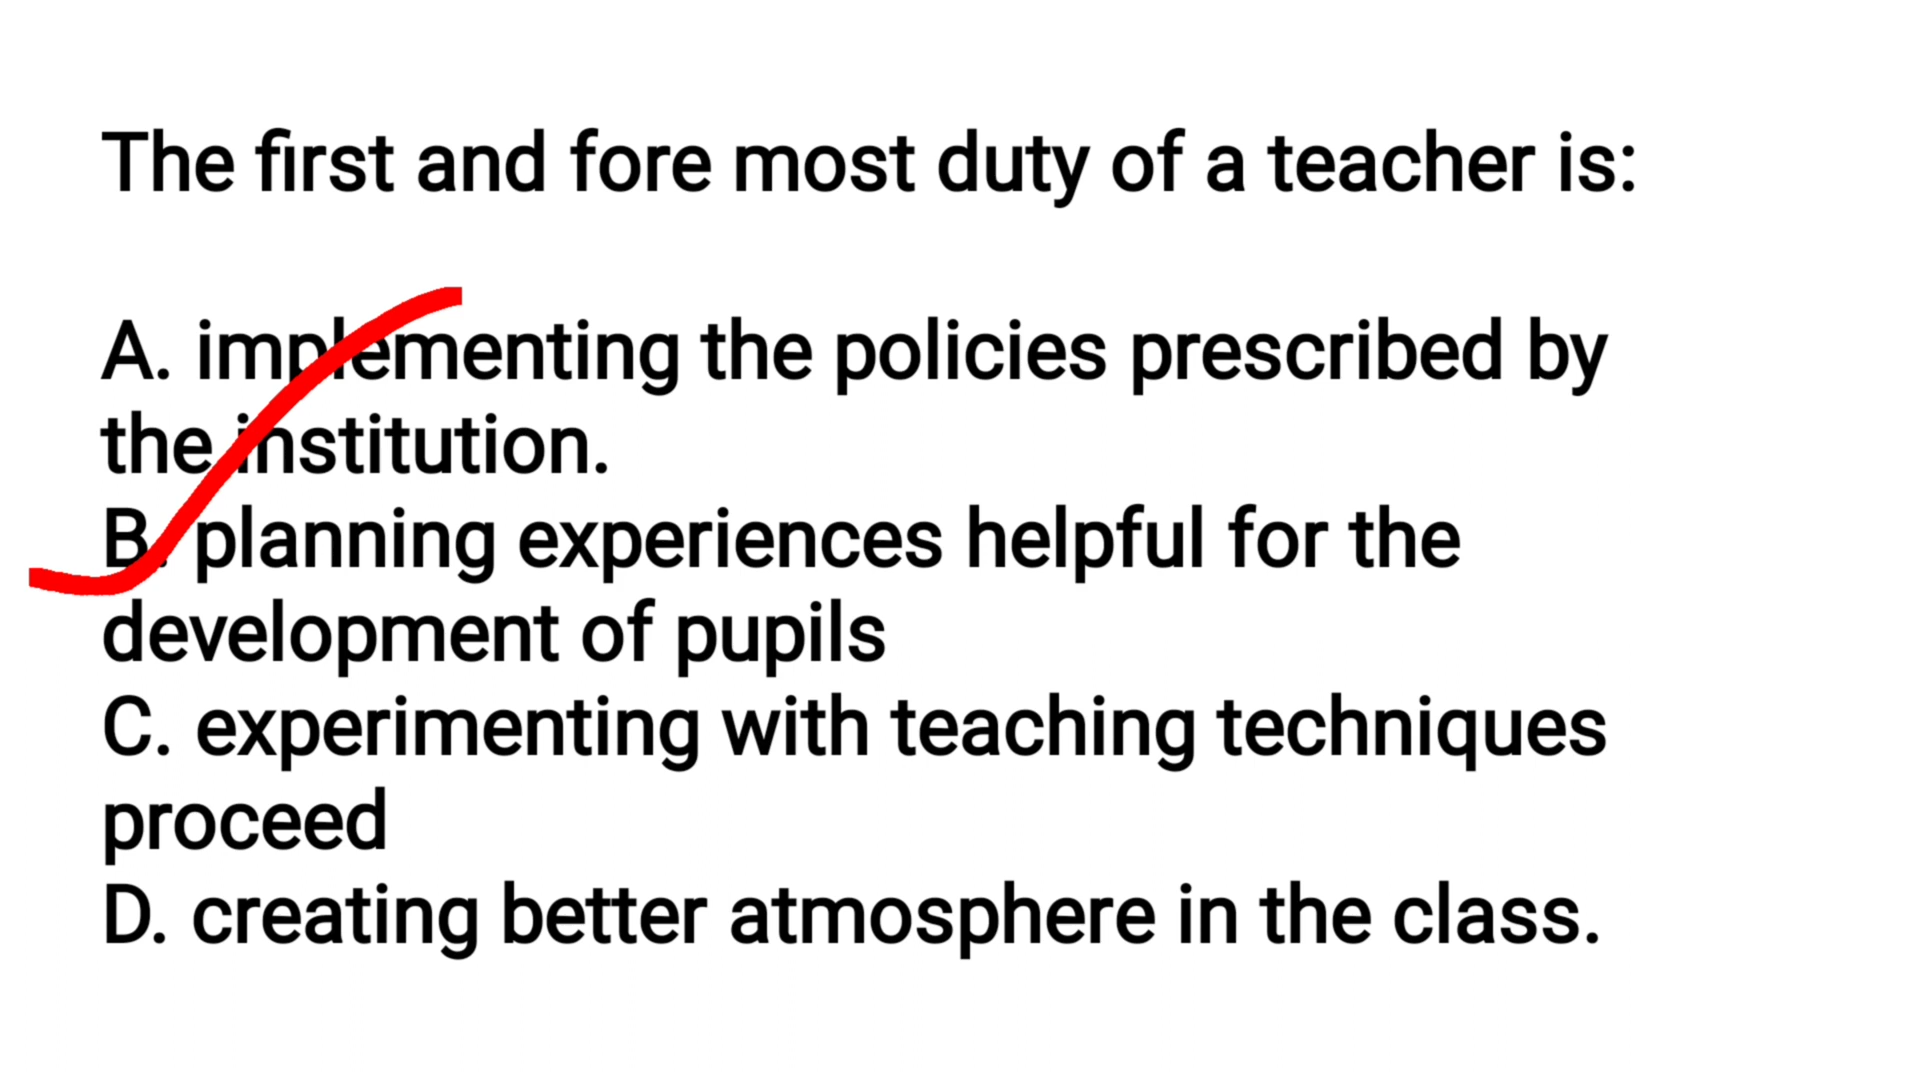 The first and fore most duty of a teacher is:
A. implementing the policies prescribed by
the institution.
B. planning experiences helpful for the
development of pupils
C. experimenting with teaching techniques
proceed
D. creating better atmosphere in the class.